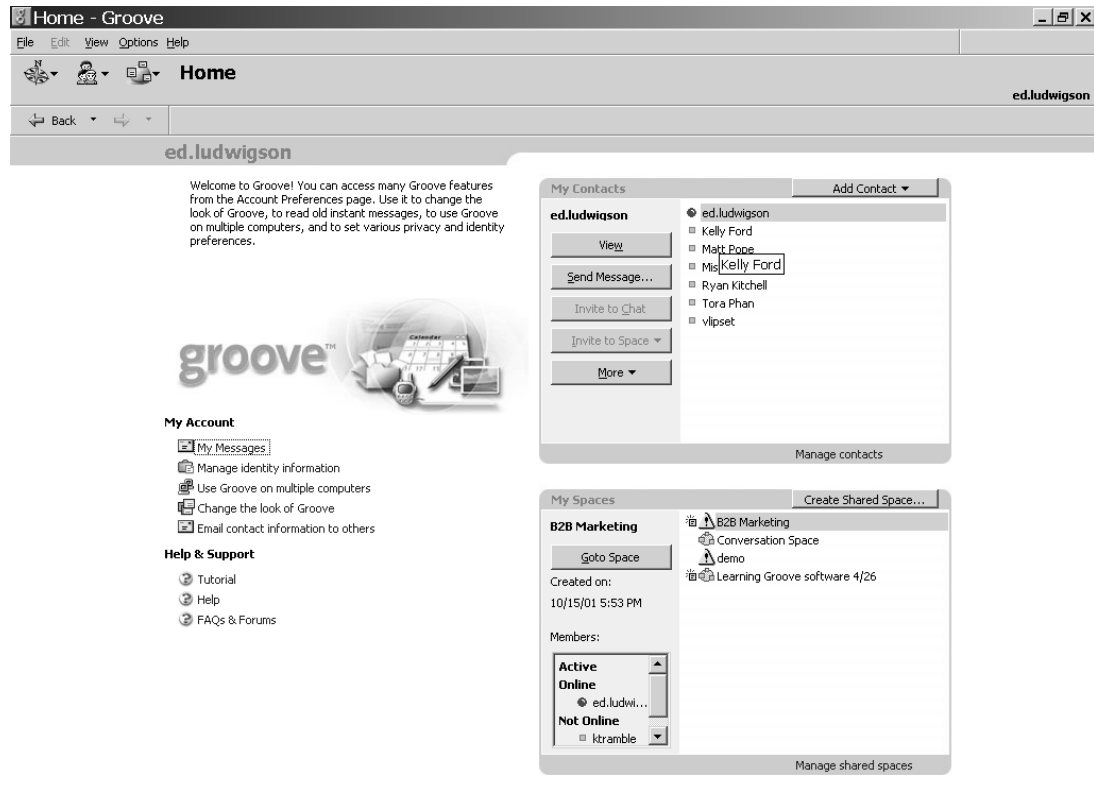 Home - Groove
File Edit View Options Help
Home
ed.ludwigson
Back
ed.ludwigson
Welcome to Groove! You can access many Groove features
from the Account Preferences page. Use it to change the
look of Groove, to read old instant messages, to use Groove
on multiple computers, and to set various privacy and identity
preferences.
groove™
Calendar
My Account
My Messages
Manage identity information
Use Groove on multiple computers
Change the look of Groove
Email contact information to others
Help & Support
Tutorial
Help
FAQs & Forums
My Contacts
Add Contact
ed.ludwigson
View
Send Message...
Invite to Chat
Invite to Space
More
ed.ludwigson
Kelly Ford
Matt Pope
Mis
Kelly Ford
Ryan Kitchell
Tora Phan
vlipset
Manage contacts
My Spaces
Create Shared Space...
B2B Marketing
Goto Space
Created on:
10/15/01 5:53 PM
Members:
Active
Online
ed.ludwi...
Not Online
ktramble
B2B Marketing
Conversation Space
demo
Learning Groove software 4/26
Manage shared spaces